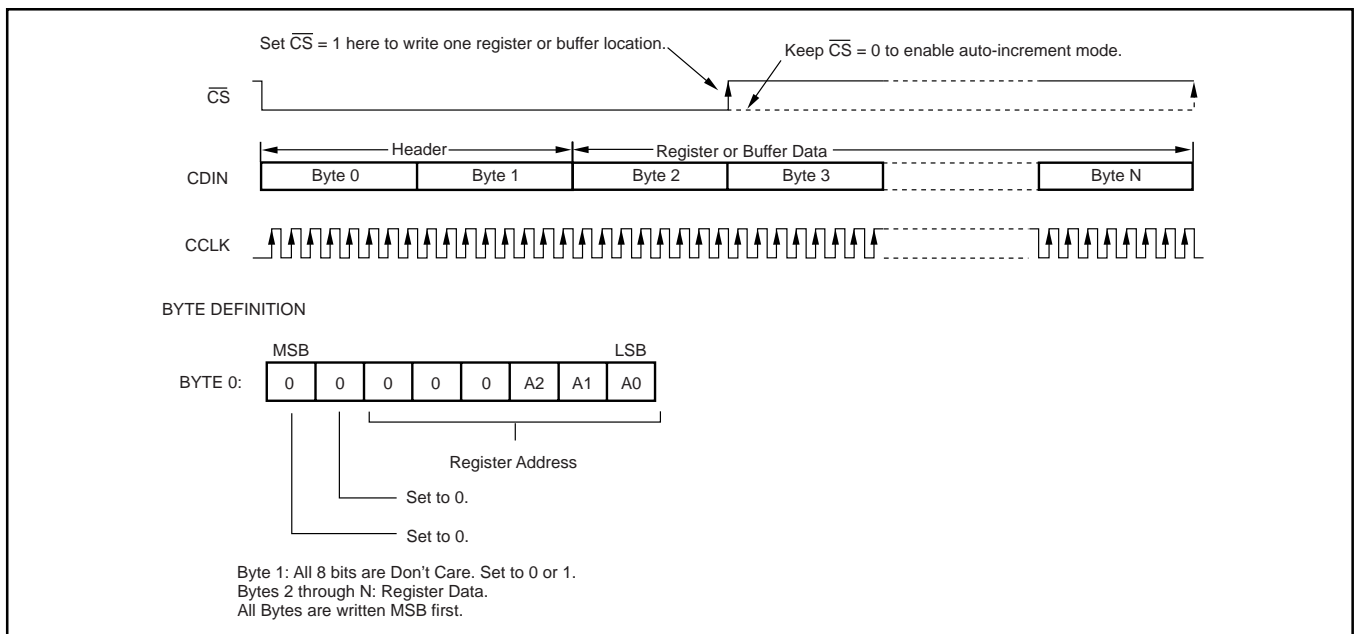 Set CS = 1 here to write one register or buffer location.
Keep CS = 0 to enable auto-increment mode.
CS
Header
Register or Buffer Data
CDIN
Byte 0
Byte 1
Byte 2
Byte 3
Byte N
CCLK
BYTE DEFINITION
MSB
LSB
BYTE 0:
0 0 0 0 0 A2 A1 A0
Register Address
Set to 0.
Set to 0.
Byte 1: All 8 bits are Don't Care. Set to 0 or 1.
Bytes 2 through N: Register Data.
All Bytes are written MSB first.